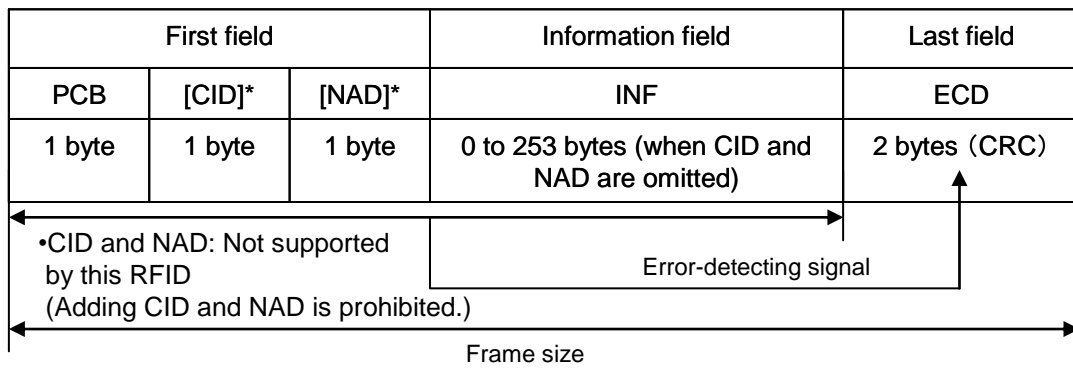 First field Information field Last field
PCB [CID]* [NAD]* INF ECD
1 byte 1 byte 1 byte 0 to 253 bytes (when CID and 2 bytes（CRC）
NAD are omitted)
•CID and NAD: Not supported
by this RFID
Error-detecting signal
(Adding CID and NAD is prohibited.)
Frame size